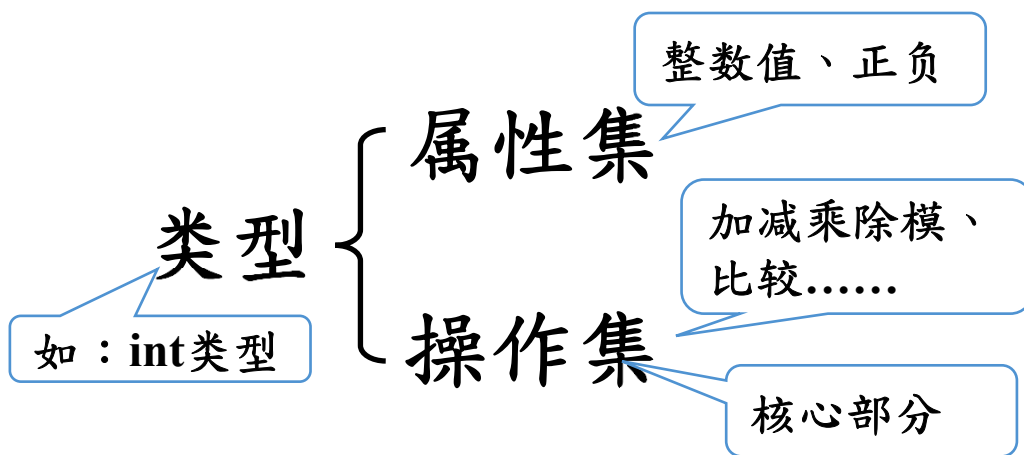 整数值、正负
属性集
加减乘除模、
比较……
类型
如：int类型
操作集
核心部分